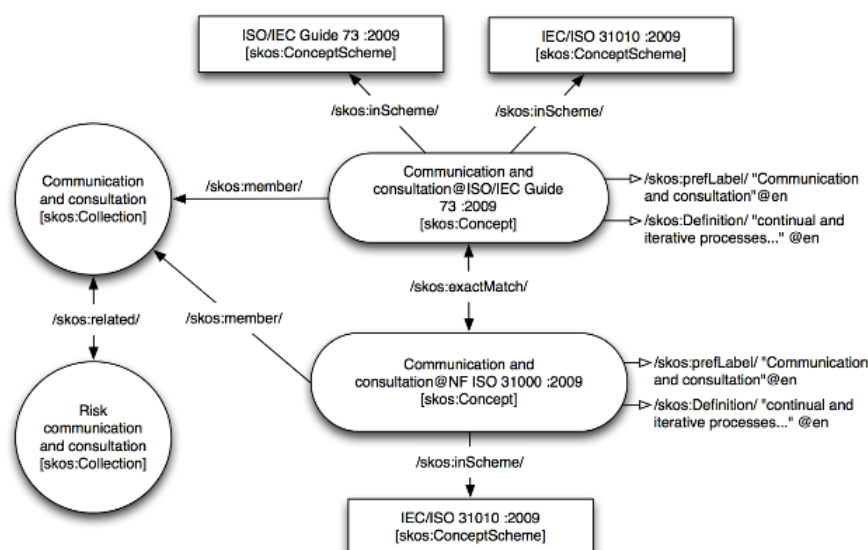 ISO/IEC Guide 73 :2009
[skos:ConceptScheme]
IEC/ISO 31010 :2009
[skos:ConceptScheme]
/skos:inScheme/
/skos:inScheme/
Communication
and consultation
[skos:Collection]
/skos:member/
Communication and
consultation@ISO/IEC Guide
73 :2009
[skos:Concept]
/skos:prefLabel/ "Communication
and consultation"@en
/skos:Definition/ "continual and
iterative processes..." @en
/skos:related/
/skos:member/
/skos:exactMatch/
Risk
communication
and consultation
[skos:Collection]
Communication and
consultation@NF ISO 31000 :2009
[skos:Concept]
/skos:prefLabel/ "Communication
and consultation"@en
/skos:Definition/ "continual and
iterative processes..." @en
/skos:inScheme/
IEC/ISO 31010 :2009
[skos:ConceptScheme]